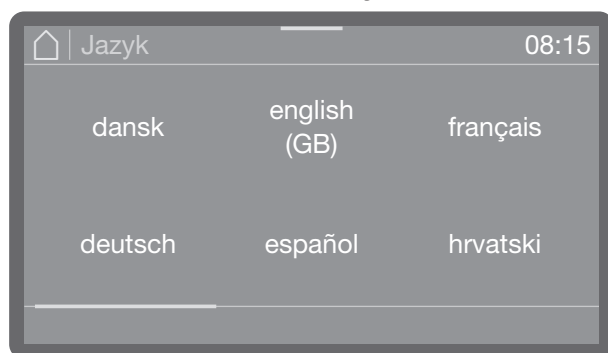 Jazyk 08:15
dansk
english
(GB)
français
deutsch español hrvatski